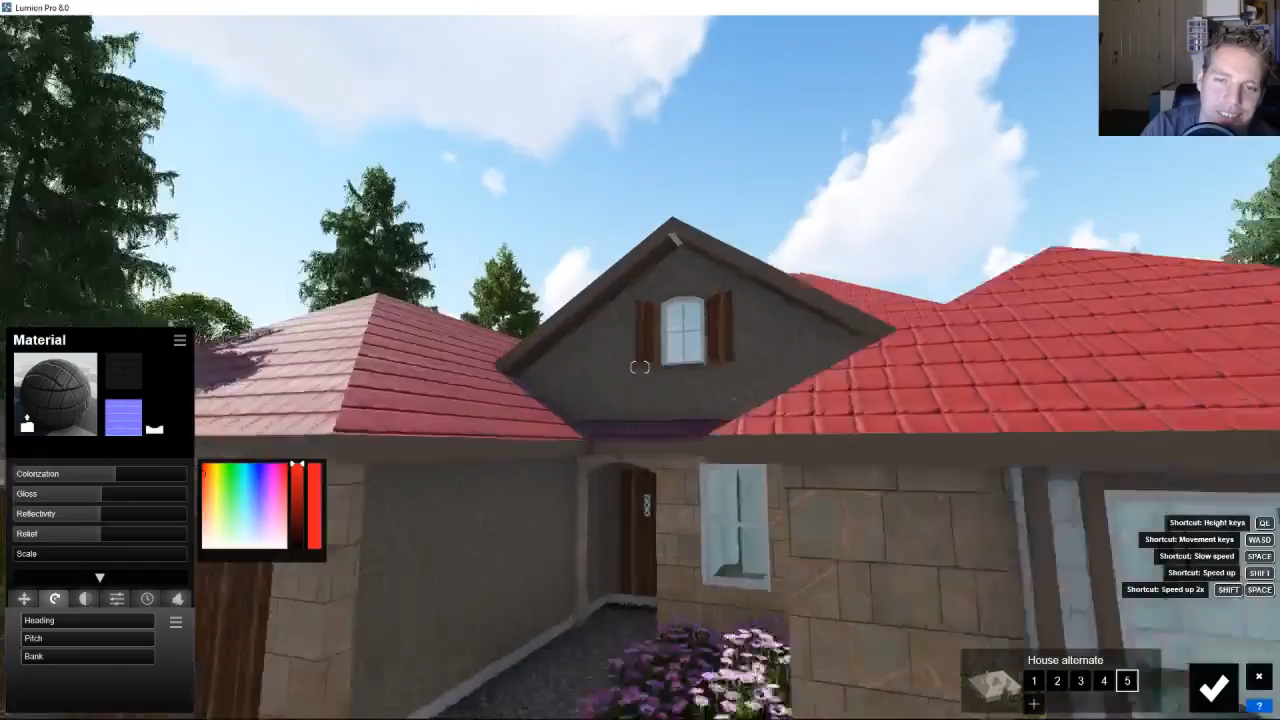 Lumion Pro 8.0
Material
Colorization
Gloss
Reflectivity
Relief
Scale
Heading
Pitch
Bank
Shortcut: Height keys QE
Shortcut: Movement keys WASD
Shortcut: Slow speed SPACE
Shortcut: Speed up SHIFT
Shortcut: Speed up 2x SHIFT SPACE
House alternate
1 2 3 4 5
+
?